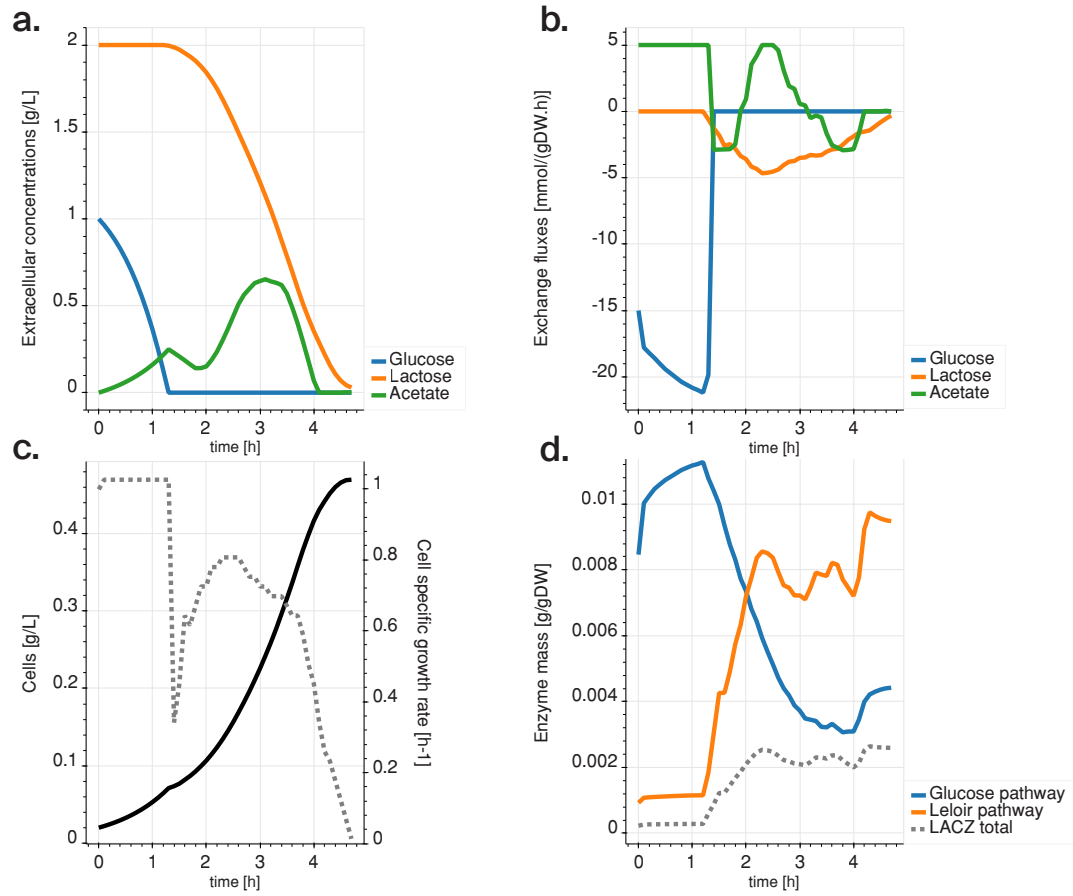 a.
Extracellular concentrations [g/L]
2
1.5
1
0.5
0
0 1 2 3 4
time [h]
Glucose
Lactose
Acetate
b.
Exchange fluxes [mmol/(gDW.h)]
5
0
-5
-10
-15
-20
0 1 2 3 4
time [h]
Glucose
Lactose
Acetate
c.
Cells [g/L]
0.4
0.3
0.2
0.1
0
1
0.8
0.6
0.4
0.2
0
Cell specific
growth rate [h-1]
0 1 2 3 4
time [h]
d.
Enzyme mass [g/gDW]
0.01
0.008
0.006
0.004
0.002
0
0 1 2 3 4
time [h]
Glucose pathway
Leloir pathway
LACZ total